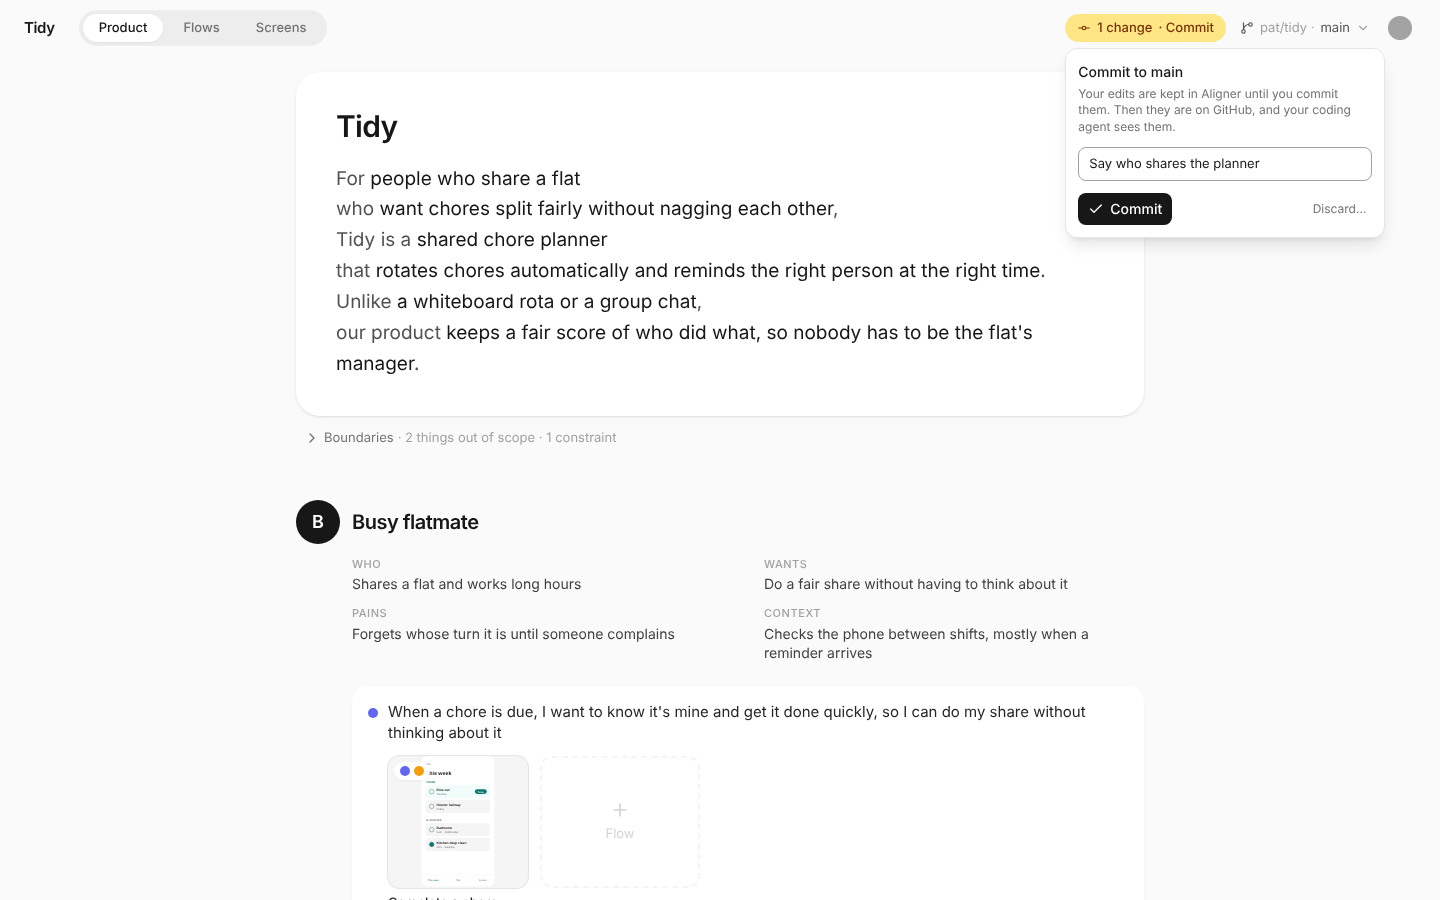 Tidy
Product
Flows
Screens
1 change · Commit
pat/tidy · main
Commit to main
Your edits are kept in Aligner until you commit
them. Then they are on GitHub, and your coding
agent sees them.
Say who shares the planner
Commit
Discard...
Tidy
For people who share a flat
who want chores split fairly without nagging each other,
Tidy is a shared chore planner
that rotates chores automatically and reminds the right person at the right time.
Unlike a whiteboard rota or a group chat,
our product keeps a fair score of who did what, so nobody has to be the flat's
manager.
Boundaries · 2 things out of scope · 1 constraint
B
Busy flatmate
WHO
Shares a flat and works long hours
WANTS
Do a fair share without having to think about it
PAINS
Forgets whose turn it is until someone complains
CONTEXT
Checks the phone between shifts, mostly when a
reminder arrives
When a chore is due, I want to know it's mine and get it done quickly, so I can do my share without
thinking about it
This week
Flow